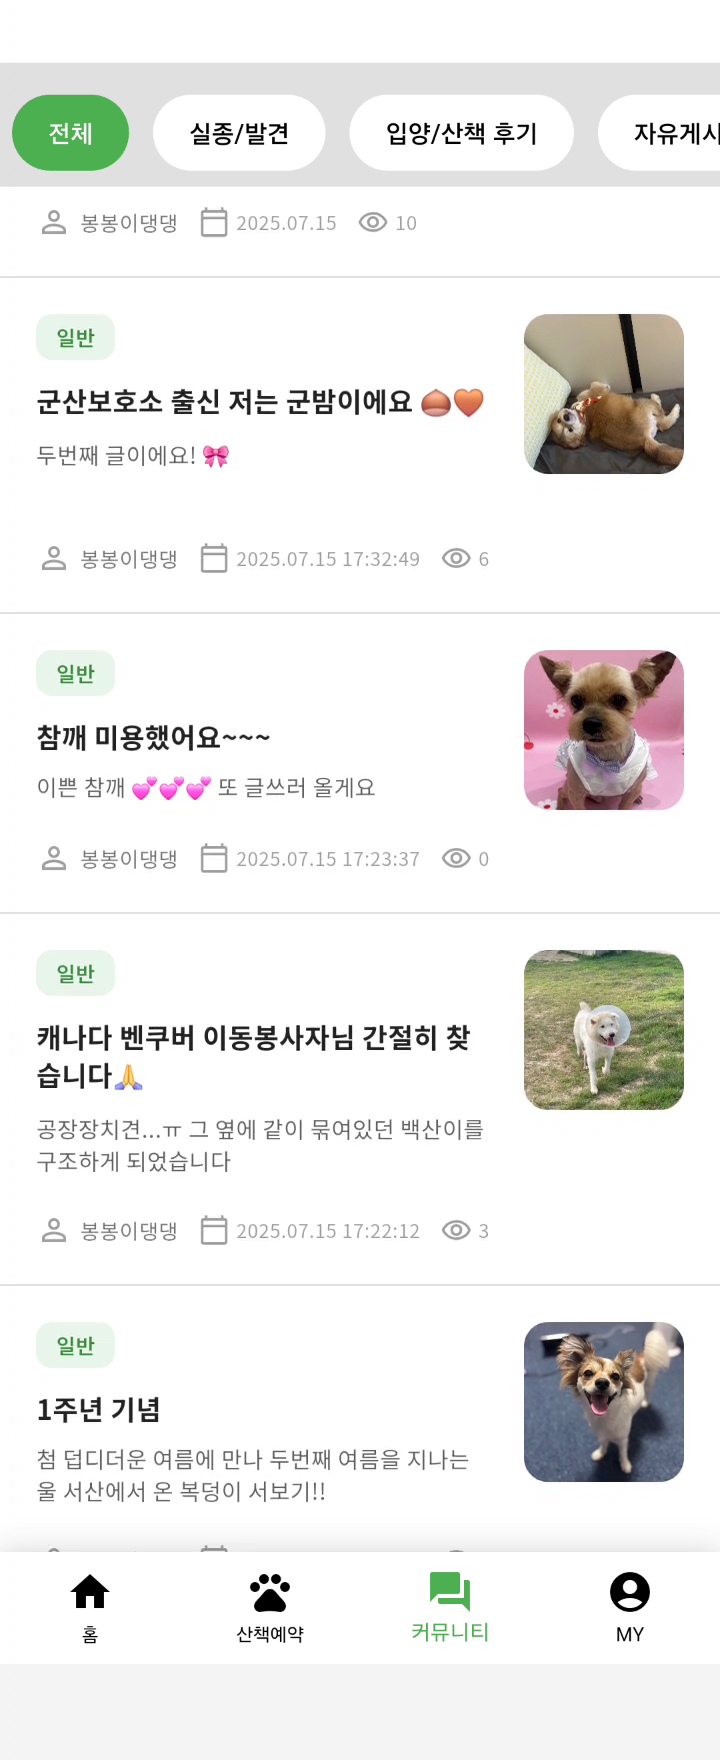 전체 실종/발견 입양/산책 후기 자유게시
봉봉이댕댕 2025.07.15 10
일반
군산보호소 출신 저는 군밤이에요 🌰🧡
두번째 글이에요! 🎀
봉봉이댕댕 2025.07.15 17:32:49 6
일반
참깨 미용했어요~~~
이쁜 참깨 💕💕💕 또 글쓰러 올게요
봉봉이댕댕 2025.07.15 17:23:37 0
일반
캐나다 벤쿠버 이동봉사자님 간절히 찾
습니다🙏
공장장치견...ㅠ 그 옆에 같이 묶여있던 백산이를
구조하게 되었습니다
봉봉이댕댕 2025.07.15 17:22:12 3
일반
1주년 기념
첨 덥디더운 여름에 만나 두번째 여름을 지나는
울 서산에서 온 복덩이 서보기!!
홈 산책예약 커뮤니티 MY